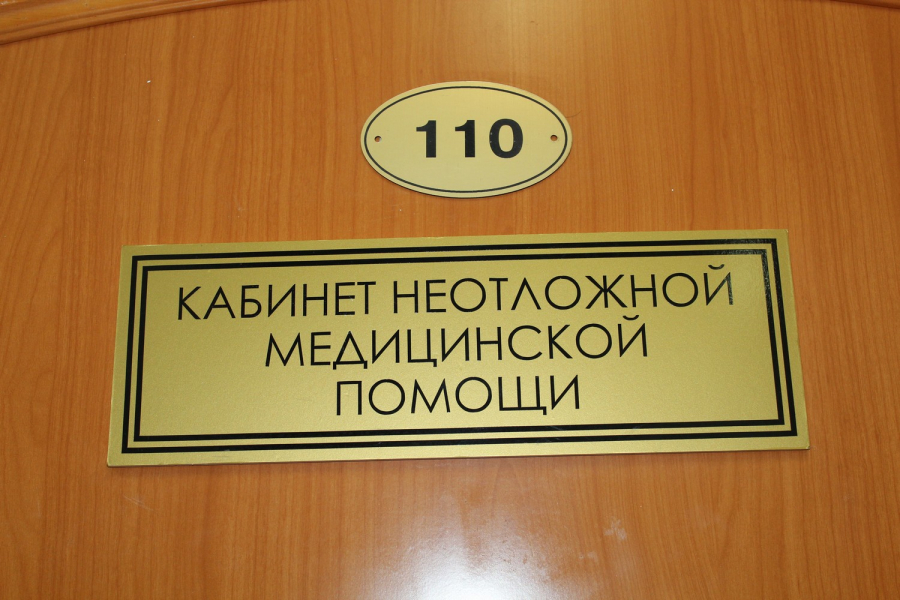 110
КАБИНЕТ НЕОТЛОЖНОЙ
МЕДИЦИНСКОЙ
ПОМОЩИ